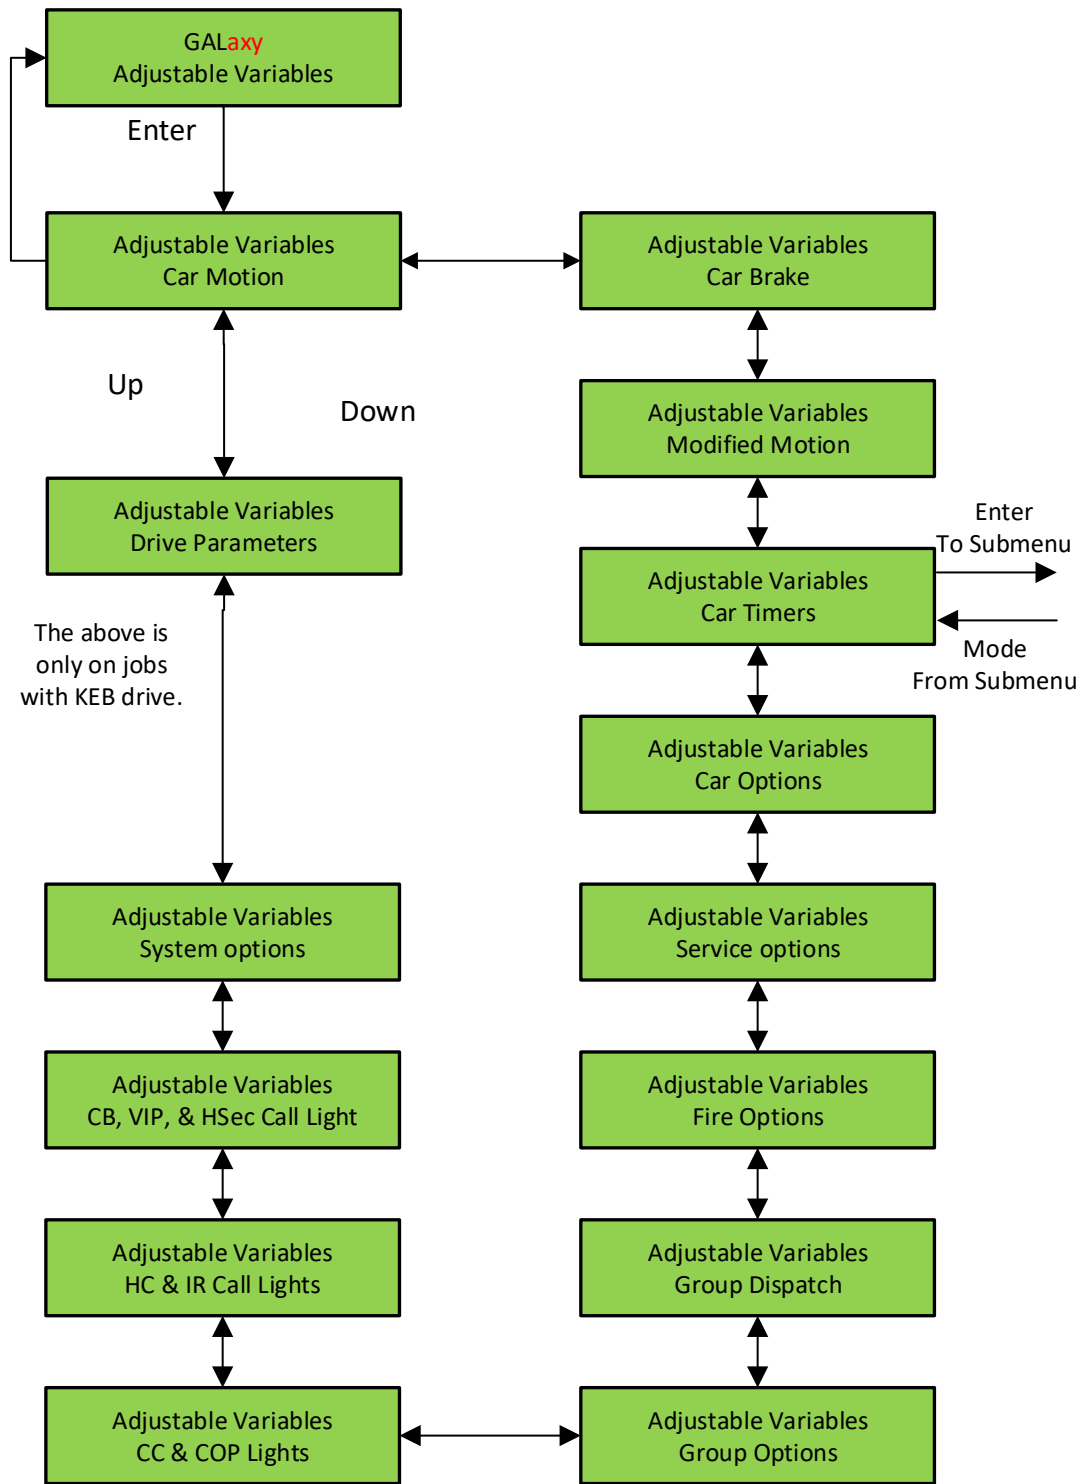 GALaxy
Adjustable Variables
Enter
Adjustable Variables
Car Motion
Adjustable Variables
Car Brake
Up
Down
Adjustable Variables
Modified Motion
Adjustable Variables
Drive Parameters
Enter
To Submenu
Adjustable Variables
Car Timers
The above is
only on jobs
with KEB drive.
Mode
From Submenu
Adjustable Variables
Car Options
Adjustable Variables
System options
Adjustable Variables
Service options
Adjustable Variables
CB, VIP, & HSec Call Light
Adjustable Variables
Fire Options
Adjustable Variables
HC & IR Call Lights
Adjustable Variables
Group Dispatch
Adjustable Variables
CC & COP Lights
Adjustable Variables
Group Options